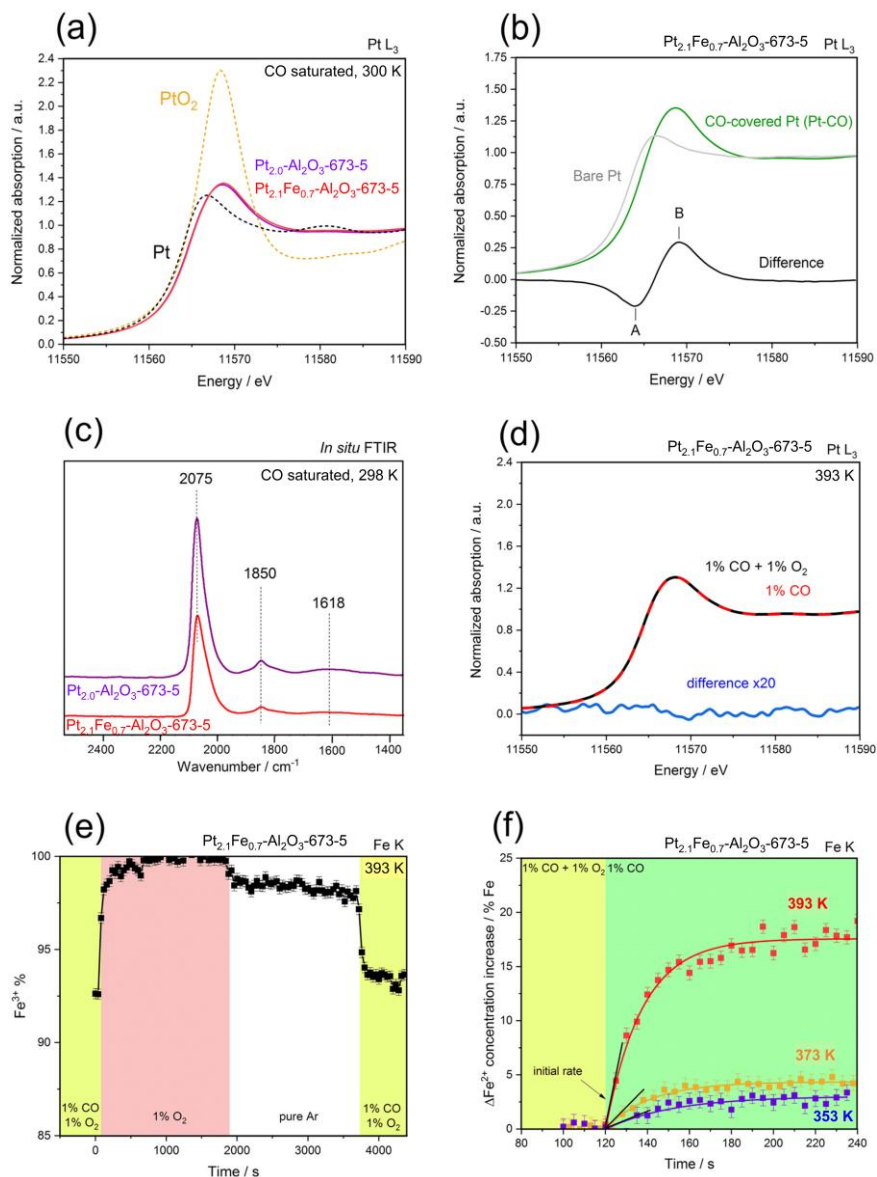 (a)
Pt L3
CO saturated, 300 K
PtO2
Pt2.0-Al2O3-673-5
Pt2.1Fe0.7-Al2O3-673-5
Pt
Normalized absorption / a.u.
2.4
2.2
2.0
1.8
1.6
1.4
1.2
1.0
0.8
0.6
0.4
0.2
0.0
11550 11560 11570 11580 11590
Energy / eV
(b)
Pt2.1Fe0.7-Al2O3-673-5 Pt L3
CO-covered Pt (Pt-CO)
Bare Pt
B
Difference
A
Normalized absorption / a.u.
1.75
1.50
1.25
1.00
0.75
0.50
0.25
0.00
-0.25
-0.50
11550 11560 11570 11580 11590
Energy / eV
(c)
In situ FTIR
CO saturated, 298 K
2075
1850
1618
Pt2.0-Al2O3-673-5
Pt2.1Fe0.7-Al2O3-673-5
Normalized absorption / a.u.
2400 2200 2000 1800 1600 1400
Wavenumber / cm-1
(d)
Pt2.1Fe0.7-Al2O3-673-5 Pt L3
393 K
1% CO + 1% O2
1% CO
difference x20
Normalized absorption / a.u.
2.4
2.0
1.6
1.2
0.8
0.4
0.0
11550 11560 11570 11580 11590
Energy / eV
(e)
Pt2.1Fe0.7-Al2O3-673-5 Fe K
393 K
Fe3+ %
100
95
90
85
1% CO
1% O2
1% O2
pure Ar
1% CO
1% O2
0 1000 2000 3000 4000
Time / s
(f)
Pt2.1Fe0.7-Al2O3-673-5 Fe K
1% CO + 1% O2 1% CO
393 K
373 K
353 K
initial rate
ΔFe2+ concentration increase / % Fe
25
20
15
10
5
0
80 100 120 140 160 180 200 220 240
Time / s